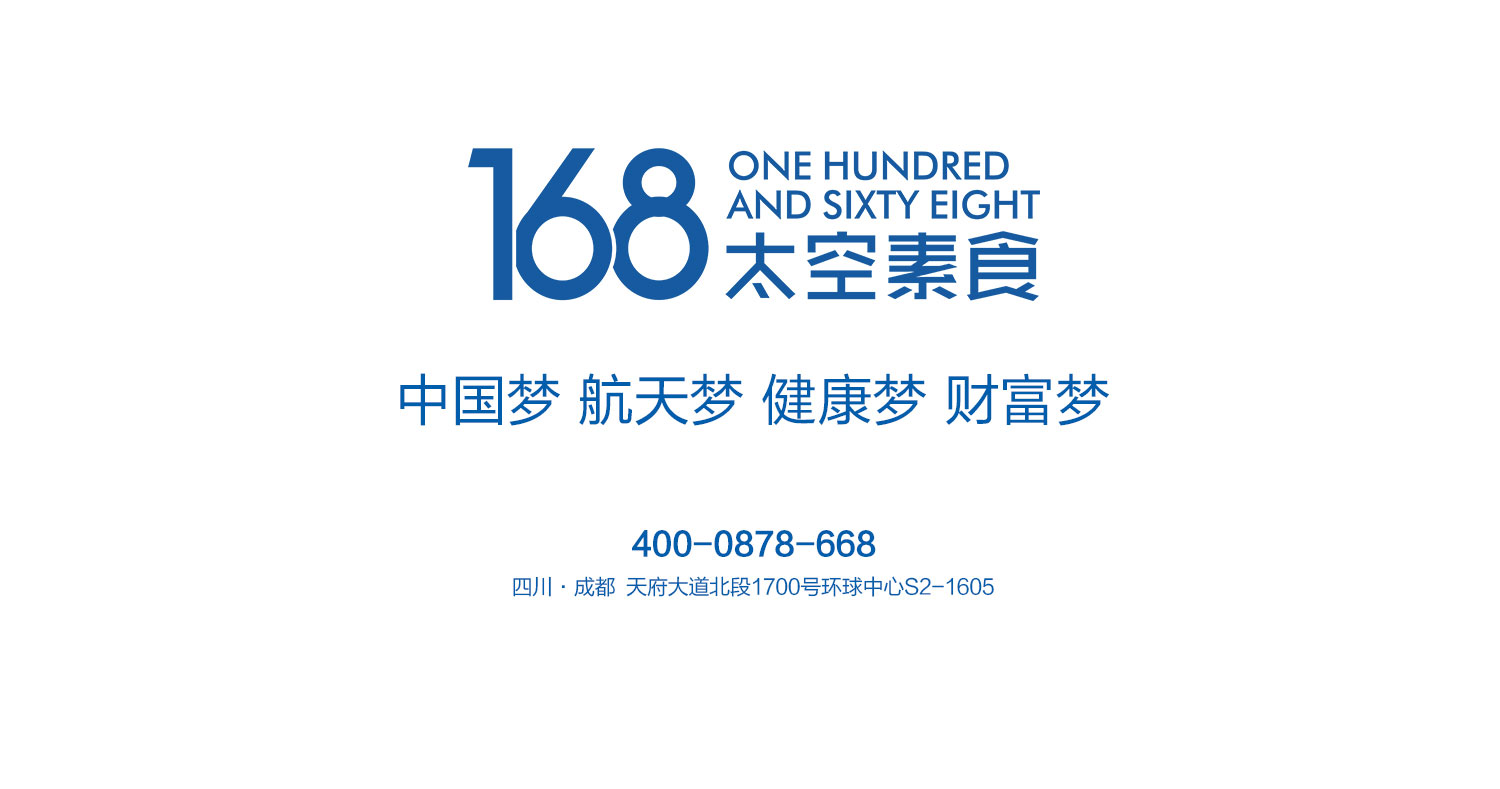 168
ONE HUNDRED
AND SIXTY EIGHT
太空素食
中国梦 航天梦 健康梦 财富梦
400-0878-668
四川·成都 天府大道北段1700号环球中心S2-1605